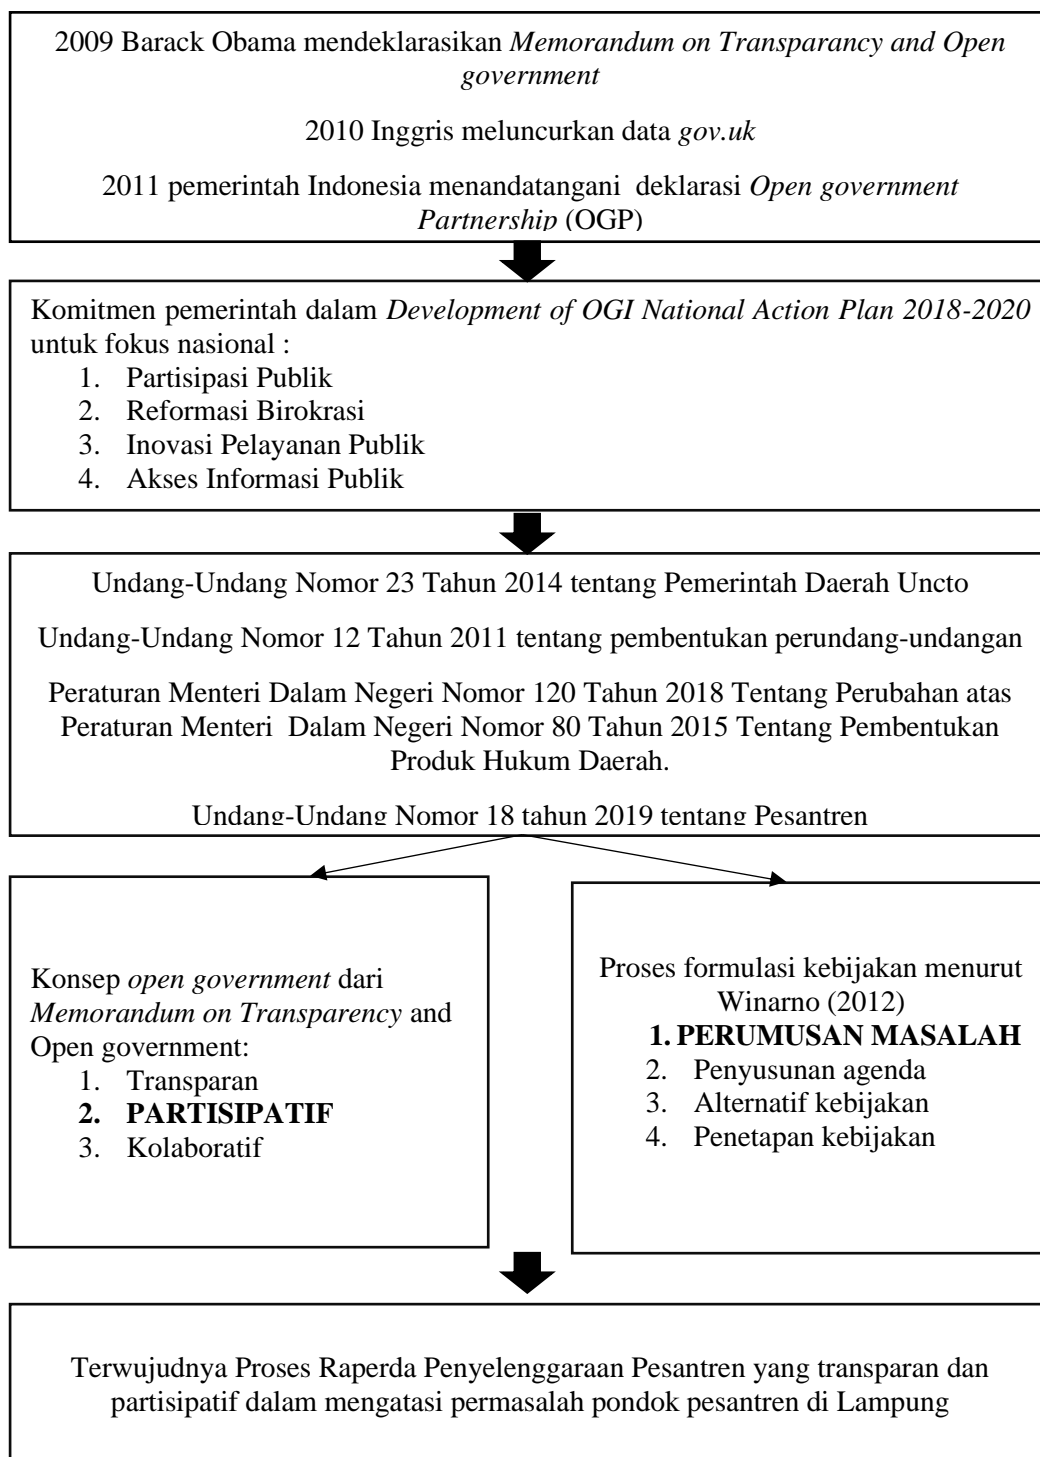 2009 Barack Obama mendeklarasikan Memorandum on Transparancy and Open
government
2010 Inggris meluncurkan data gov.uk
2011 pemerintah Indonesia menandatangani deklarasi Open government
Partnership (OGP)
Komitmen pemerintah dalam Development of OGI National Action Plan 2018-2020
untuk fokus nasional :
1. Partisipasi Publik
2. Reformasi Birokrasi
3. Inovasi Pelayanan Publik
4. Akses Informasi Publik
Undang-Undang Nomor 23 Tahun 2014 tentang Pemerintah Daerah Uncto
Undang-Undang Nomor 12 Tahun 2011 tentang pembentukan perundang-undangan
Peraturan Menteri Dalam Negeri Nomor 120 Tahun 2018 Tentang Perubahan atas
Peraturan Menteri Dalam Negeri Nomor 80 Tahun 2015 Tentang Pembentukan
Produk Hukum Daerah.
Undang-Undang Nomor 18 tahun 2019 tentang Pesantren
Konsep open government dari
Memorandum on Transparency and
Open government:
1. Transparan
2. PARTISIPATIF
3. Kolaboratif
Proses formulasi kebijakan menurut
Winarno (2012)
1. PERUMUSAN MASALAH
2. Penyusunan agenda
3. Alternatif kebijakan
4. Penetapan kebijakan
Terwujudnya Proses Raperda Penyelenggaraan Pesantren yang transparan dan
partisipatif dalam mengatasi permasalah pondok pesantren di Lampung